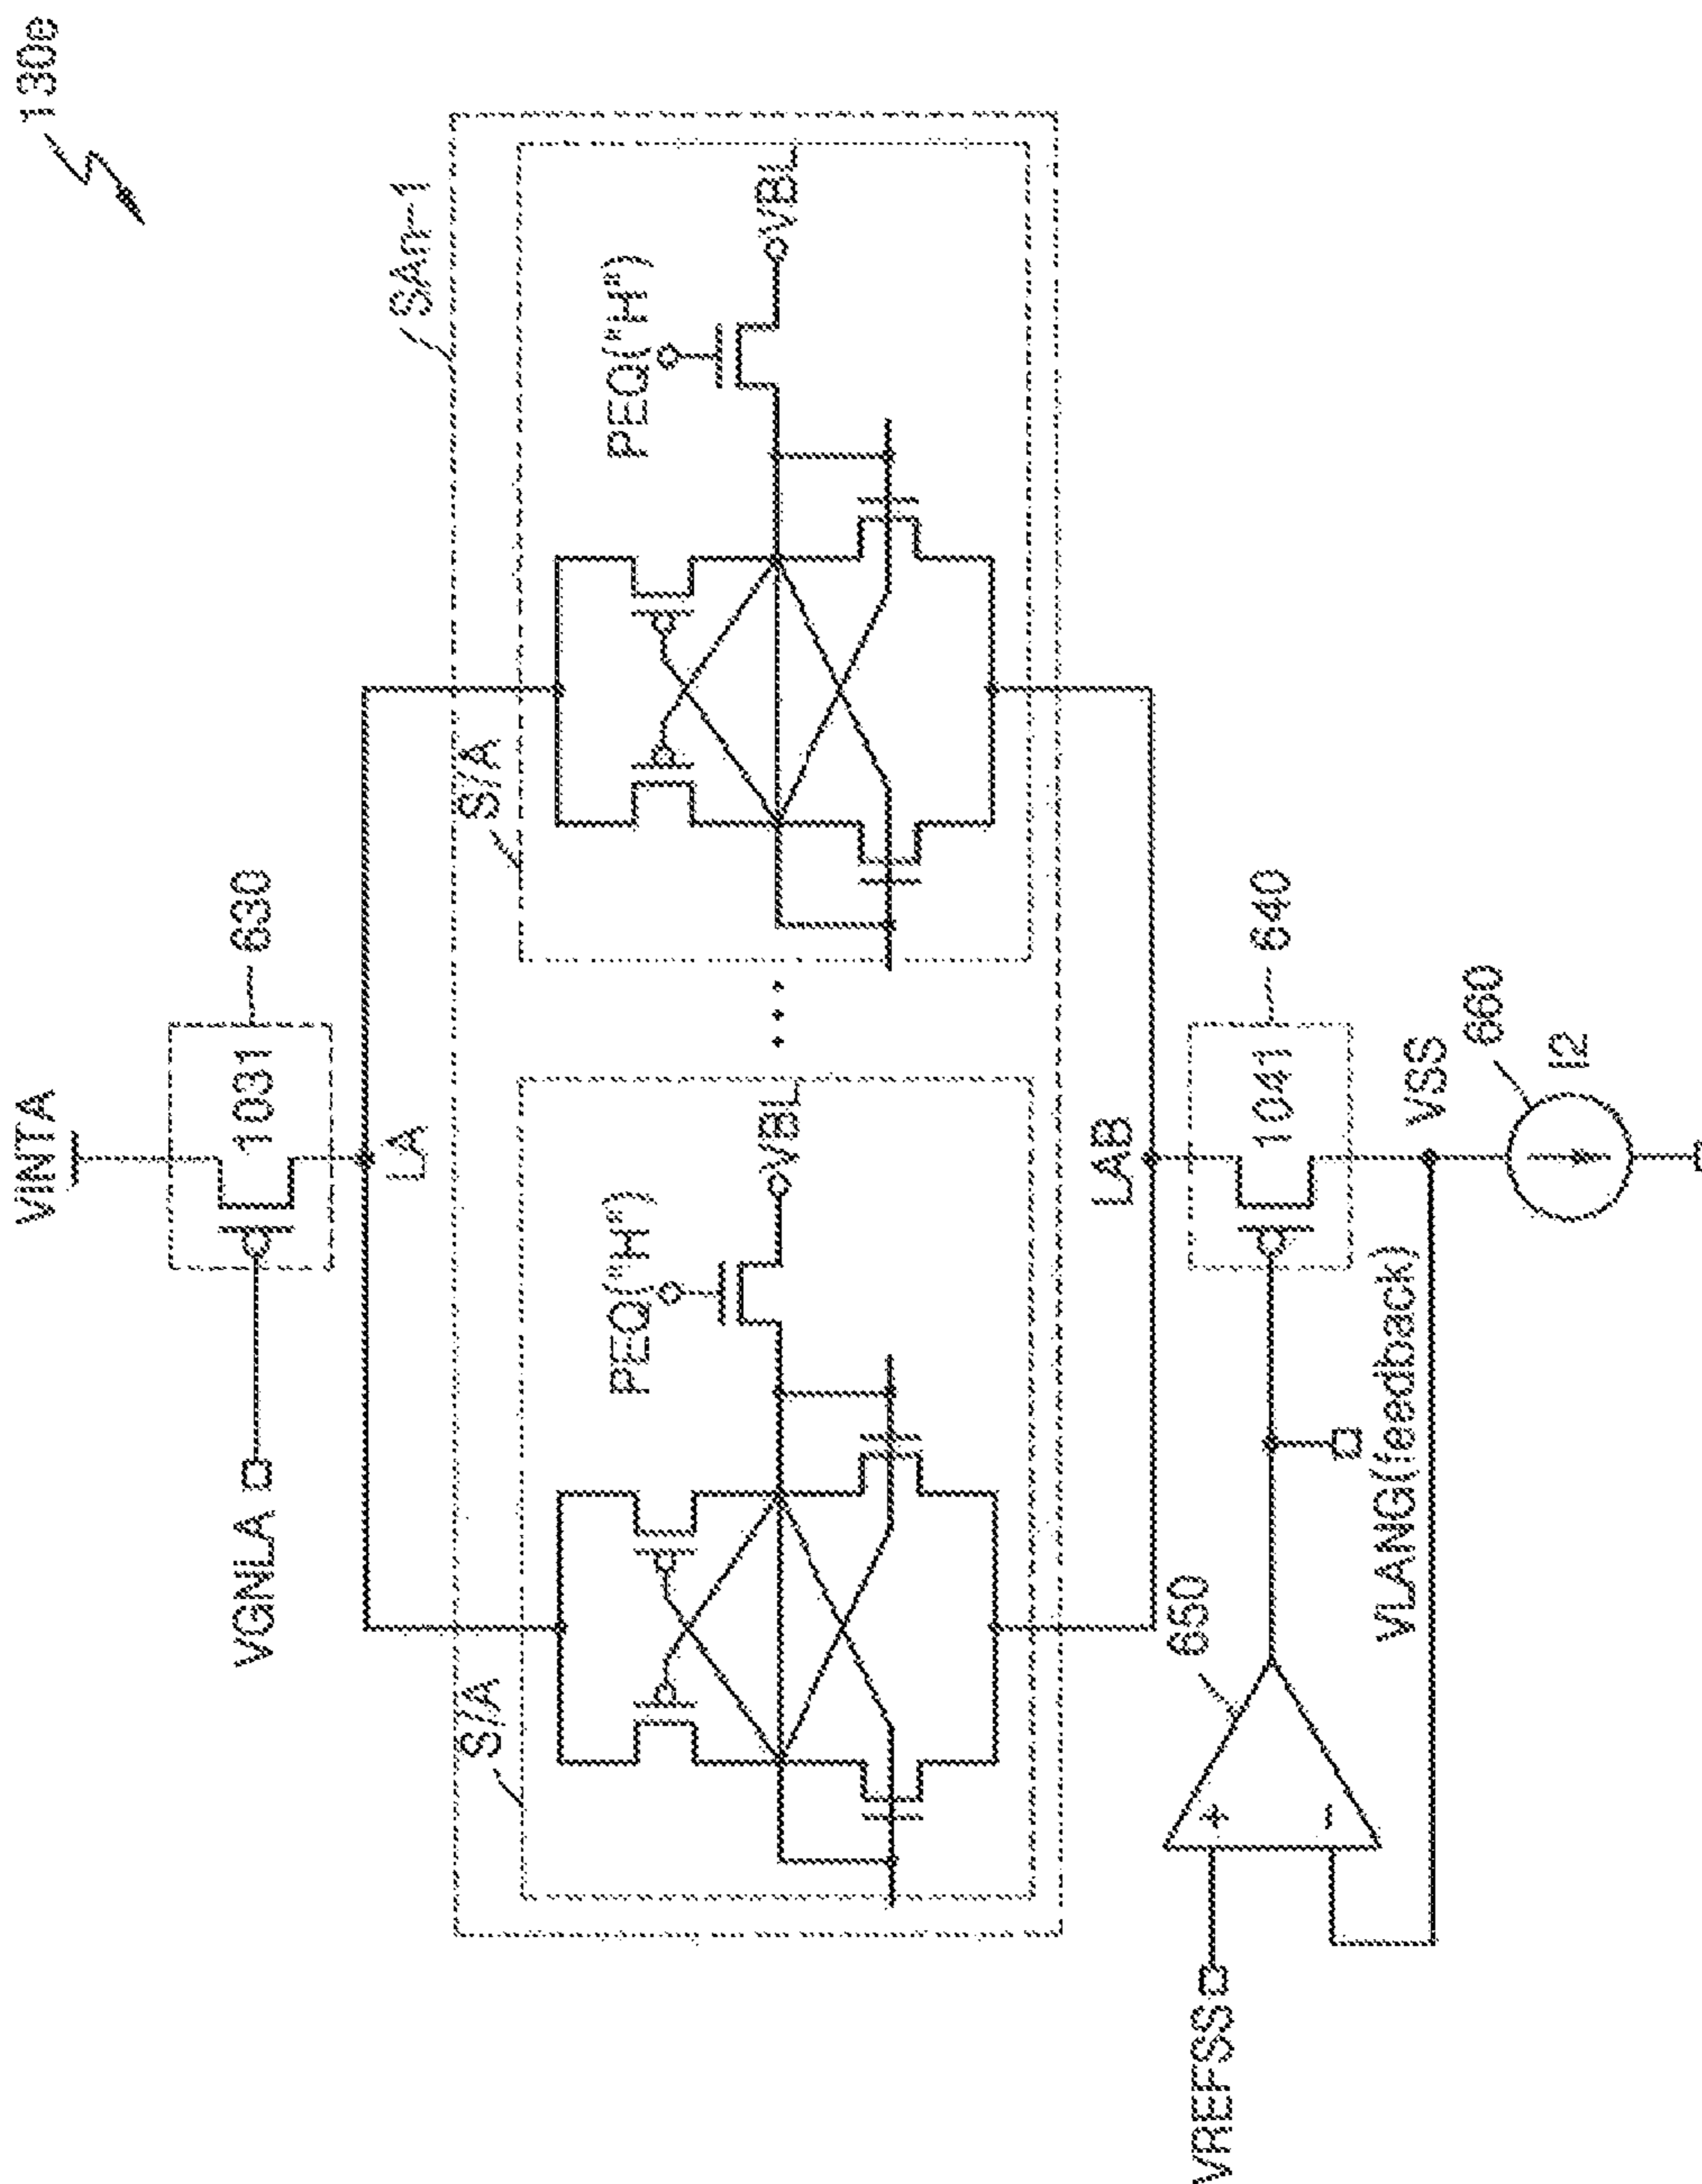 130e
VINTA
1031
630
VGNLA
LA
SAn-1
S/A
PEQ("H")
VBL
S/A
PEQ("H")
VBL
LAB
640
1041
650
+
-
VREFSS
VLANG(feedback)
VSS
660
I2